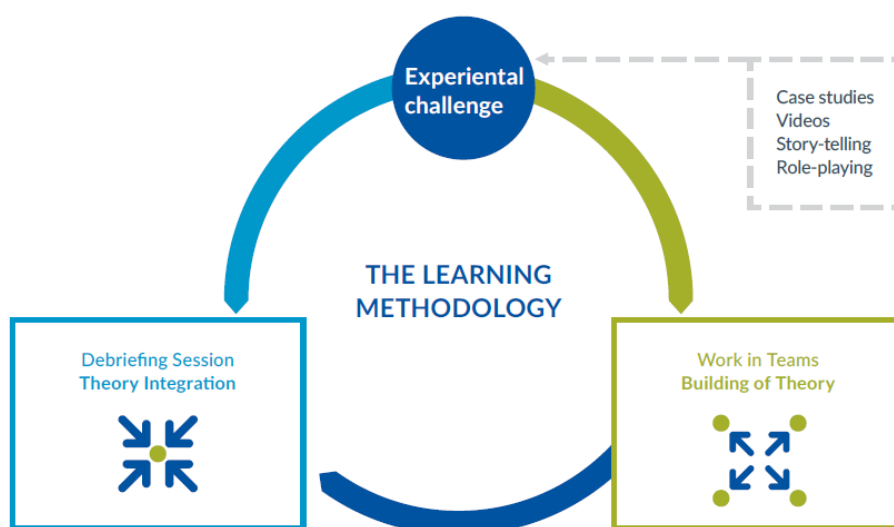 Experiental
challenge
Case studies
Videos
Story-telling
Role-playing
THE LEARNING
METHODOLOGY
Debriefing Session
Theory Integration
Work in Teams
Building of Theory